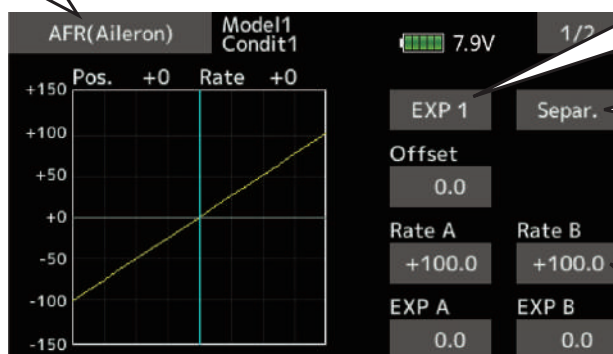 AFR(Aileron)
Model1
Condit1
7.9V
1/2
Pos. +0 Rate +0
+150
+100
+50
+0
-50
-100
-150
EXP 1
Separ.
Offset
0.0
Rate A
Rate B
+100.0
+100.0
EXP A
EXP B
0.0
0.0